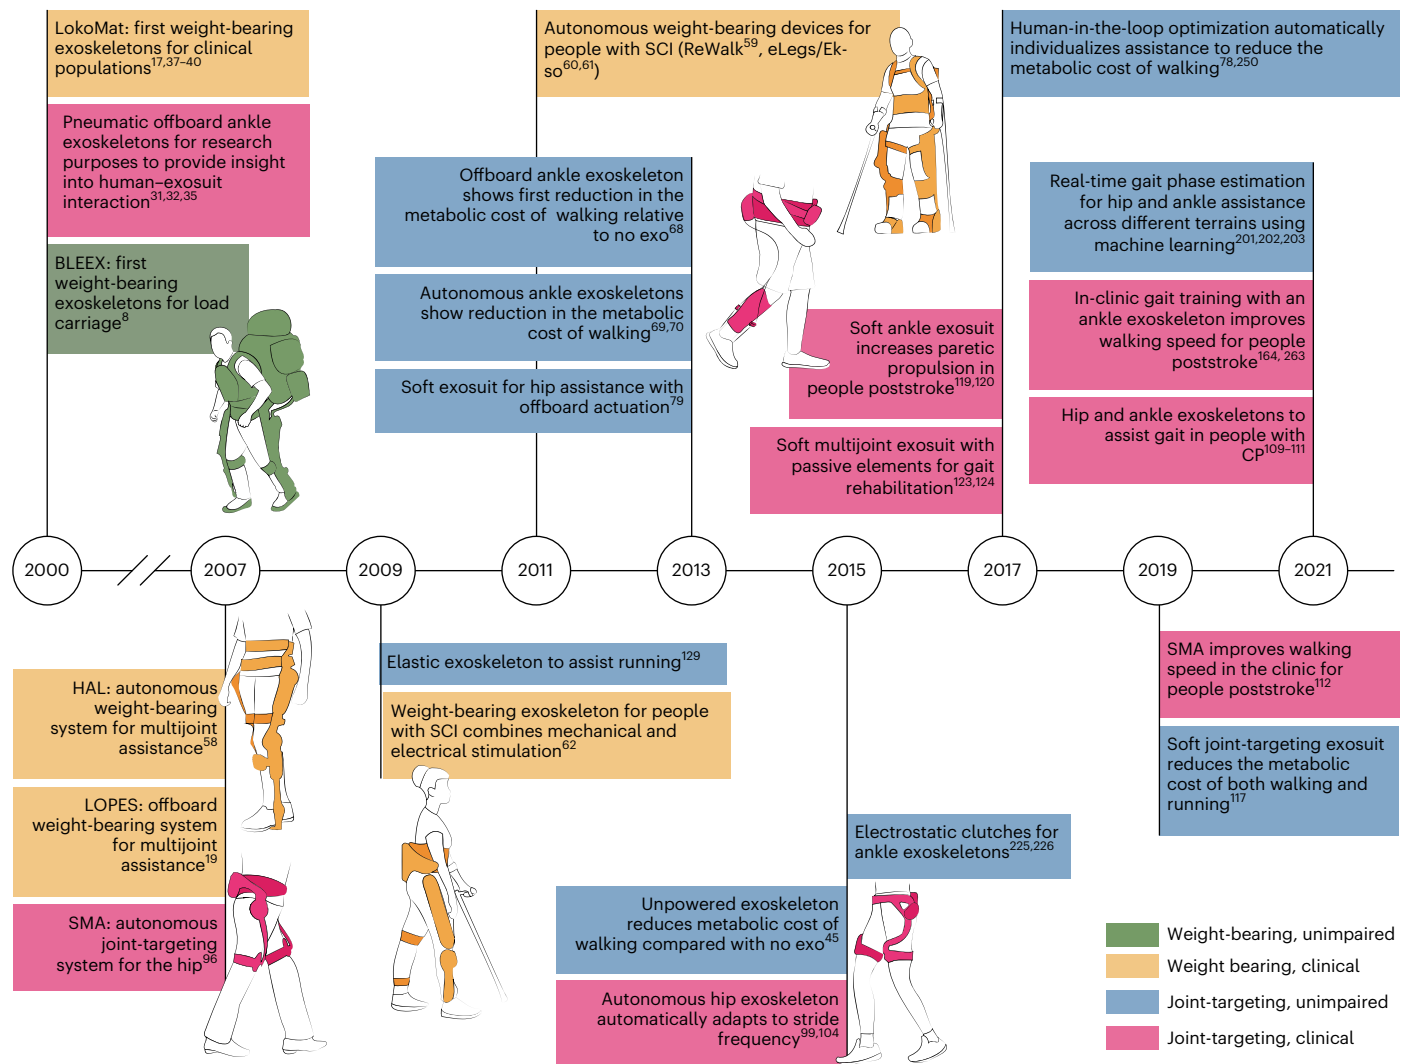 LokoMat: first weight-bearing
exoskeletons for clinical
populations17,37–40
Pneumatic offboard ankle
exoskeletons for research
purposes to provide insight
into human–exosuit
interaction31,32,35
BLEEX: first
weight-bearing
exoskeletons for load
carriage8
Autonomous weight-bearing devices for
people with SCI (ReWalk59, eLegs/Ek-
so60,61)
Offboard ankle exoskeleton
shows first reduction in the
metabolic cost of walking relative
to no exo68
Autonomous ankle exoskeletons
show reduction in the metabolic
cost of walking69,70
Soft exosuit for hip assistance with
offboard actuation79
Soft ankle exosuit
increases paretic
propulsion in
people poststroke119,120
Soft multijoint exosuit with
passive elements for gait
rehabilitation123,124
Human-in-the-loop optimization automatically
individualizes assistance to reduce the
metabolic cost of walking78,250
Real-time gait phase estimation
for hip and ankle assistance
across different terrains using
machine learning201,202,203
In-clinic gait training with an
ankle exoskeleton improves
walking speed for people
poststroke164, 263
Hip and ankle exoskeletons to
assist gait in people with
CP109–111
2000
2007
2009
2011
2013
2015
2017
2019
2021
HAL: autonomous
weight-bearing
system for multijoint
assistance58
LOPES: offboard
weight-bearing system
for multijoint
assistance19
SMA: autonomous
joint-targeting
system for the hip96
Elastic exoskeleton to assist running129
Weight-bearing exoskeleton for people
with SCI combines mechanical and
electrical stimulation62
Electrostatic clutches for
ankle exoskeletons225,226
Unpowered exoskeleton
reduces metabolic cost of
walking compared with no exo45
Autonomous hip exoskeleton
automatically adapts to stride
frequency99,104
SMA improves walking
speed in the clinic for
people poststroke112
Soft joint-targeting exosuit
reduces the metabolic
cost of both walking and
running117
Weight-bearing, unimpaired
Weight bearing, clinical
Joint-targeting, unimpaired
Joint-targeting, clinical